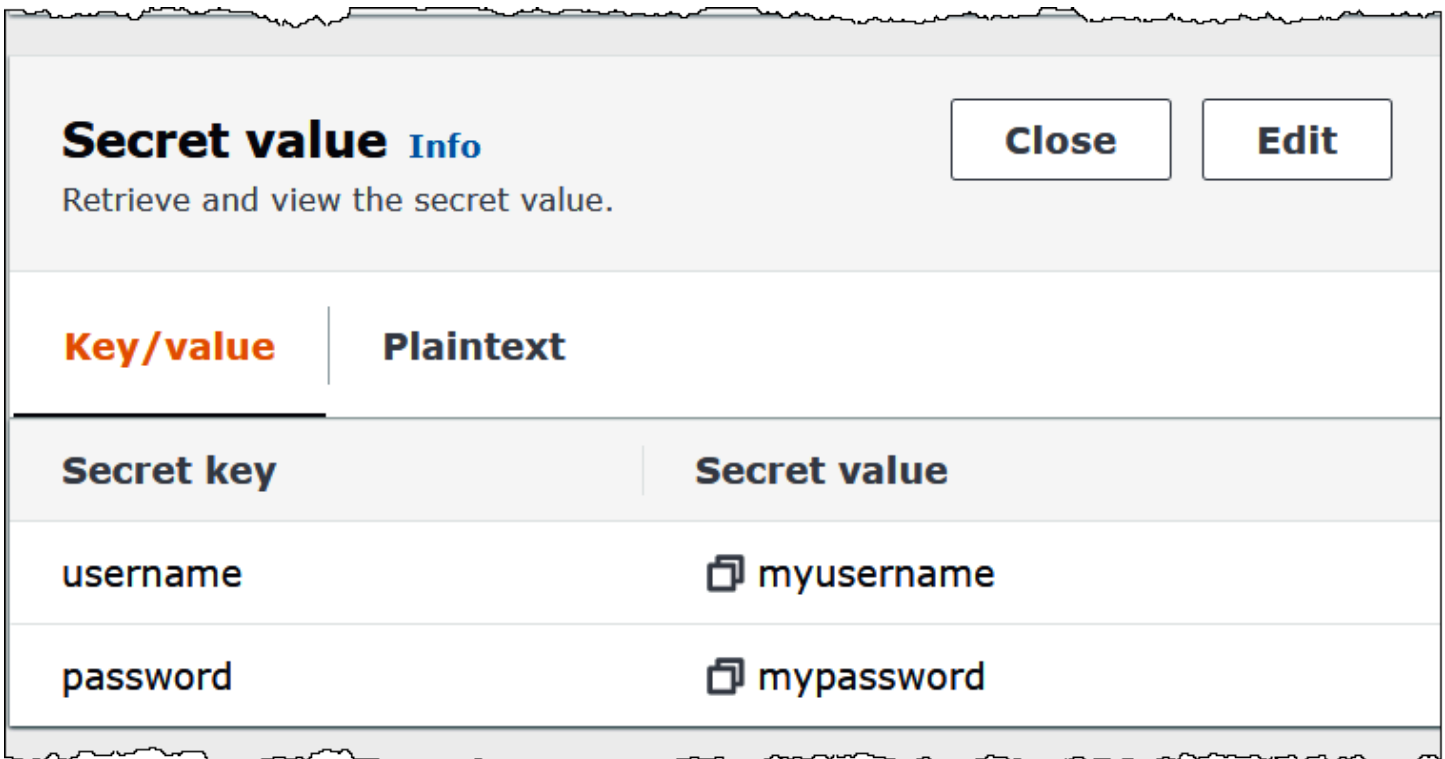 Secret value Info
Close
Edit
Retrieve and view the secret value.
Key/value
Plaintext
Secret key
Secret value
username
myusername
password
mypassword